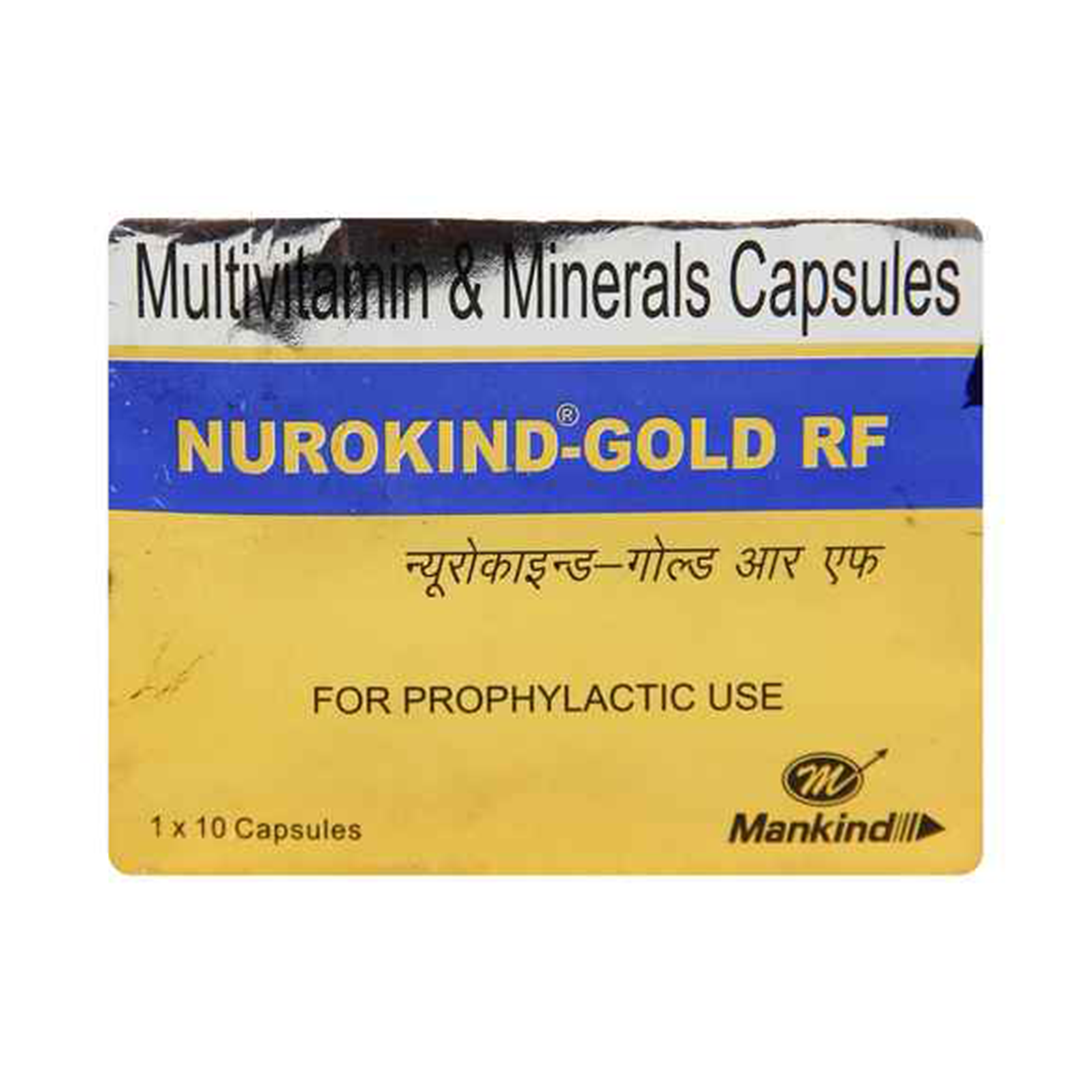 Multivitamin & Minerals Capsules
NUROKIND®-GOLD RF
न्यूरोकाइन्ड–गोल्ड आर एफ
FOR PROPHYLACTIC USE
1 x 10 Capsules
m
Mankind